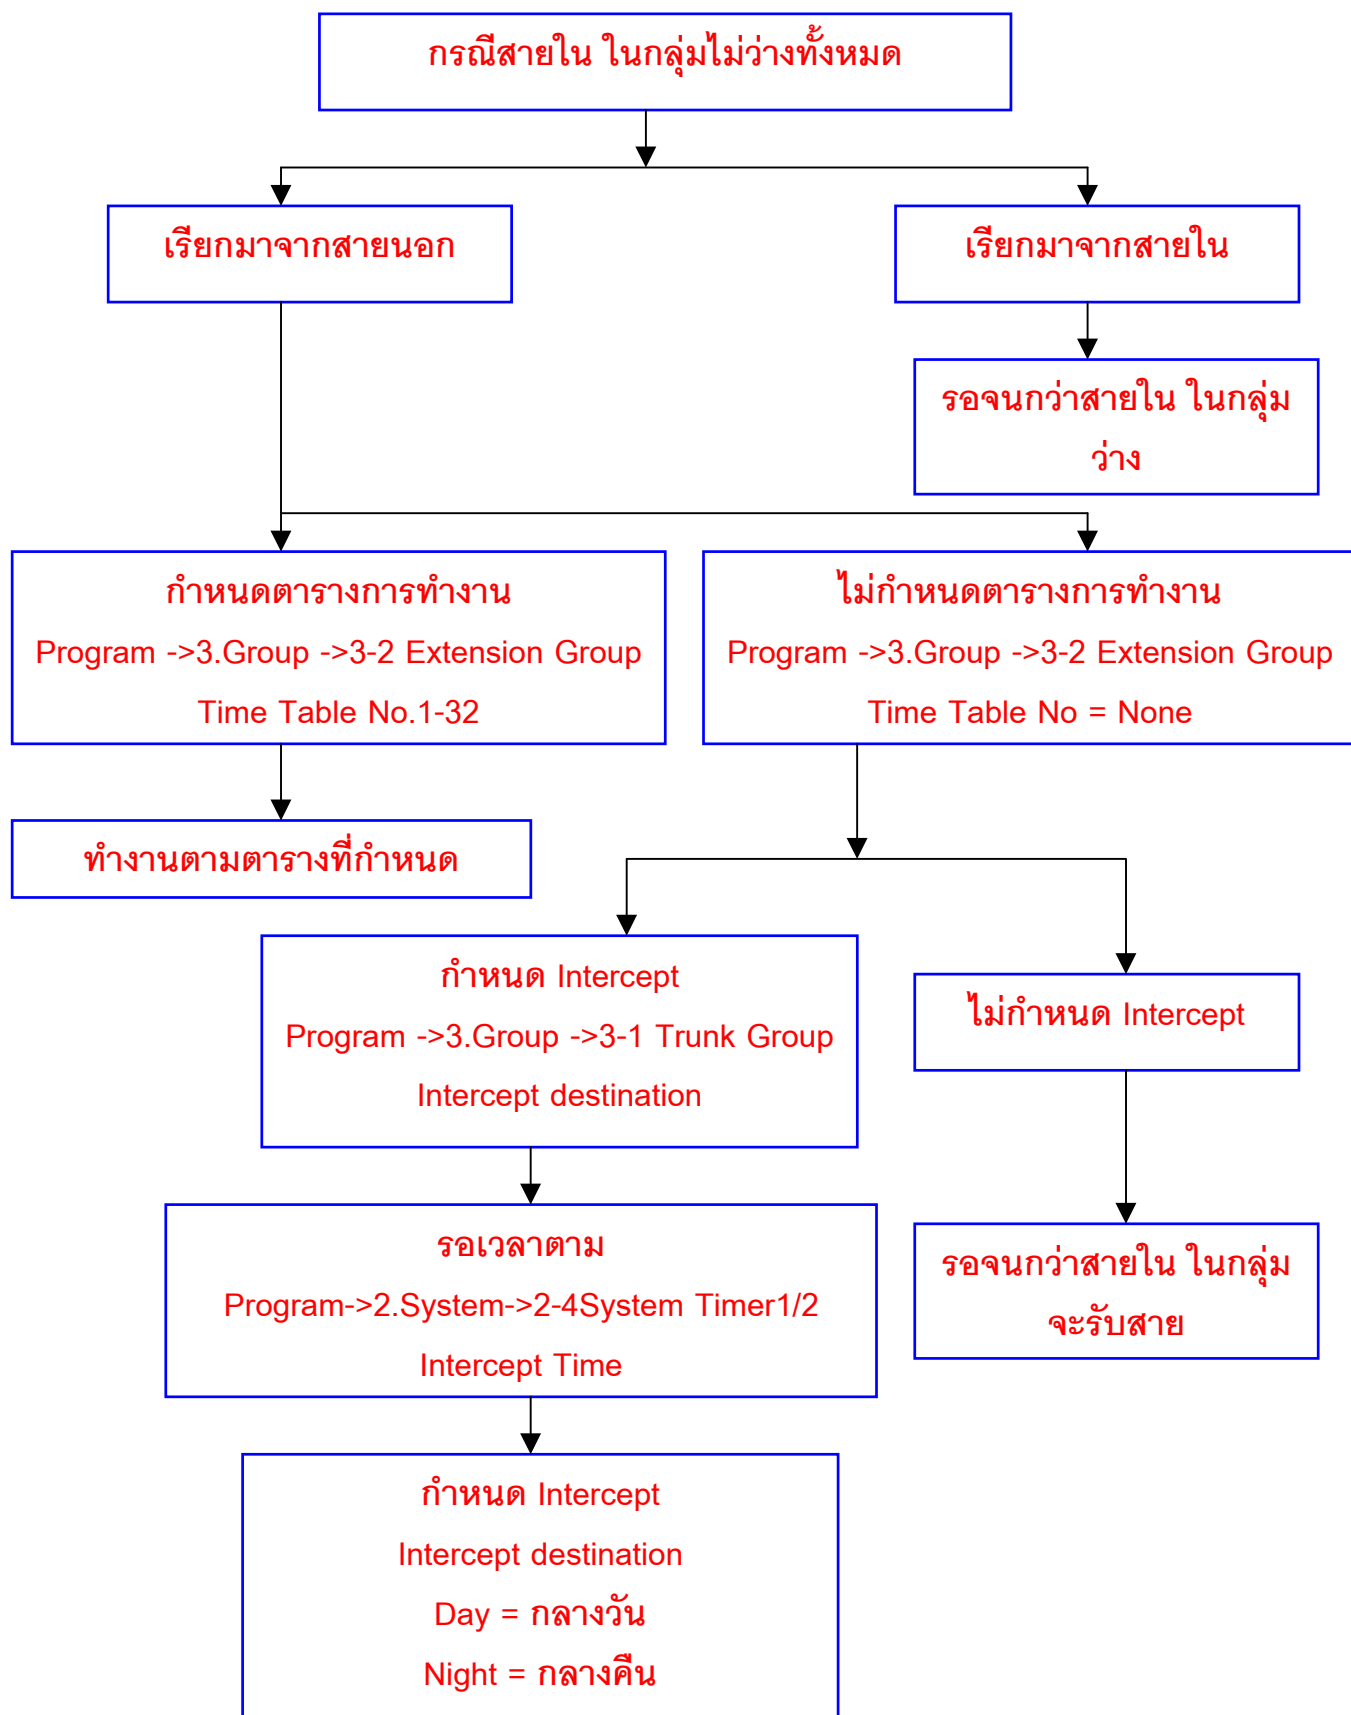 กรณีสายใน ในกลุ่มไม่ว่างทั้งหมด
เรียกมาจากสายนอก
เรียกมาจากสายใน
รอจนกว่าสายใน ในกลุ่ม
ว่าง
กำหนดตารางการทำงาน
Program ->3.Group ->3-2 Extension Group
Time Table No.1-32
ไม่กำหนดตารางการทำงาน
Program ->3.Group ->3-2 Extension Group
Time Table No = None
ทำงานตามตารางที่กำหนด
กำหนด Intercept
Program ->3.Group ->3-1 Trunk Group
Intercept destination
ไม่กำหนด Intercept
รอเวลาตาม
Program->2.System->2-4System Timer1/2
Intercept Time
รอจนกว่าสายใน ในกลุ่ม
จะรับสาย
กำหนด Intercept
Intercept destination
Day = กลางวัน
Night = กลางคืน